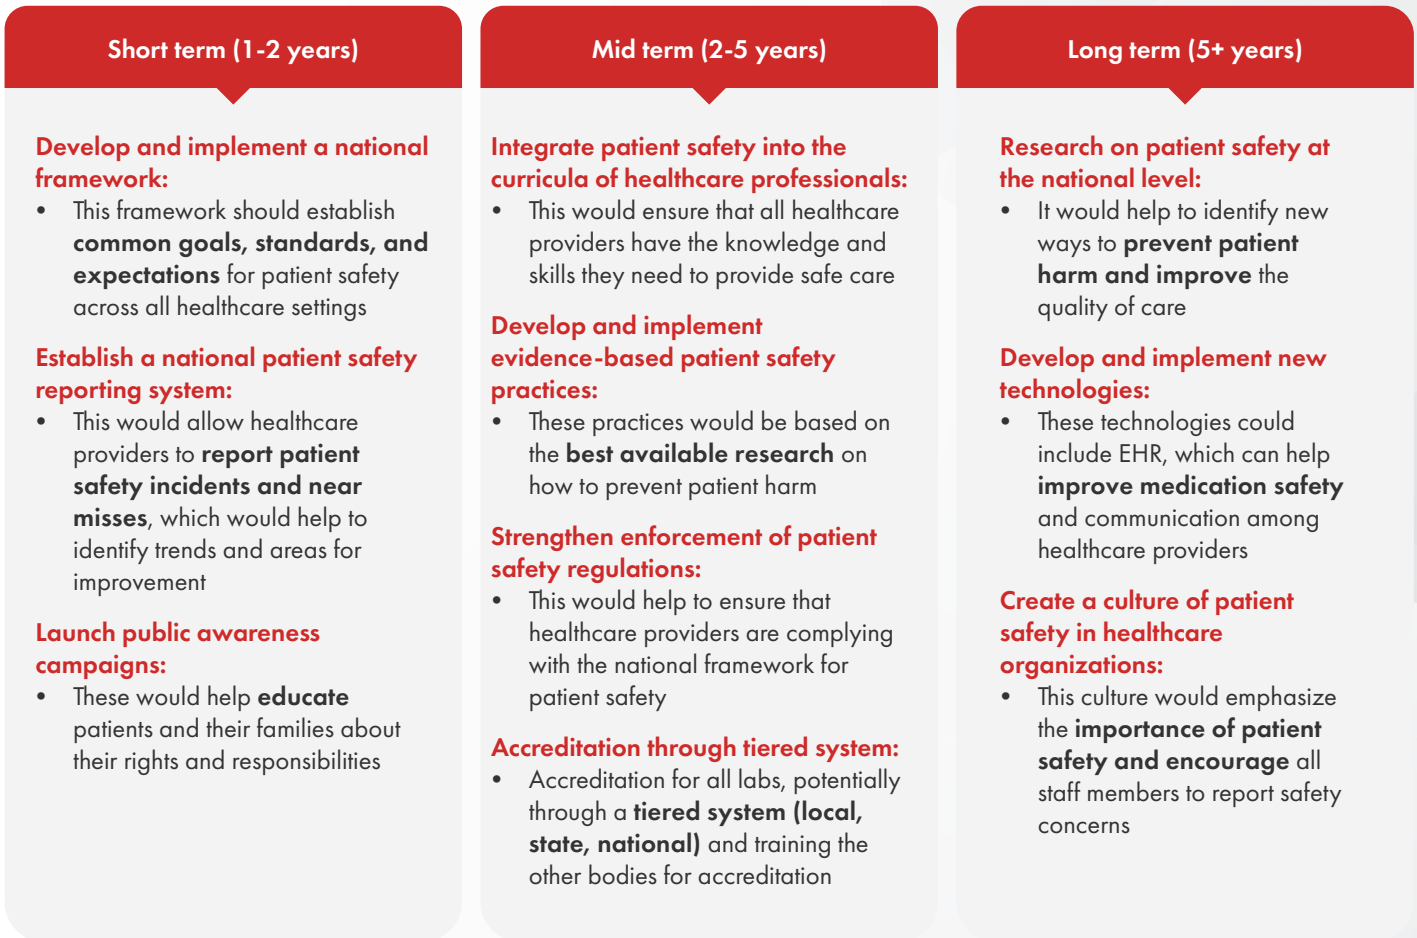 Short term (1-2 years)
Develop and implement a national
framework:
• This framework should establish
common goals, standards, and
expectations for patient safety
across all healthcare settings
Establish a national patient safety
reporting system:
• This would allow healthcare
providers to report patient
safety incidents and near
misses, which would help to
identify trends and areas for
improvement
Launch public awareness
campaigns:
• These would help educate
patients and their families about
their rights and responsibilities
Mid term (2-5 years)
Integrate patient safety into the
curricula of healthcare professionals:
• This would ensure that all healthcare
providers have the knowledge and
skills they need to provide safe care
Develop and implement
evidence-based patient safety
practices:
• These practices would be based on
the best available research on
how to prevent patient harm
Strengthen enforcement of patient
safety regulations:
• This would help to ensure that
healthcare providers are complying
with the national framework for
patient safety
Accreditation through tiered system:
• Accreditation for all labs, potentially
through a tiered system (local,
state, national) and training the
other bodies for accreditation
Long term (5+ years)
Research on patient safety at
the national level:
• It would help to identify new
ways to prevent patient
harm and improve the
quality of care
Develop and implement new
technologies:
• These technologies could
include EHR, which can help
improve medication safety
and communication among
healthcare providers
Create a culture of patient
safety in healthcare
organizations:
• This culture would emphasize
the importance of patient
safety and encourage all
staff members to report safety
concerns